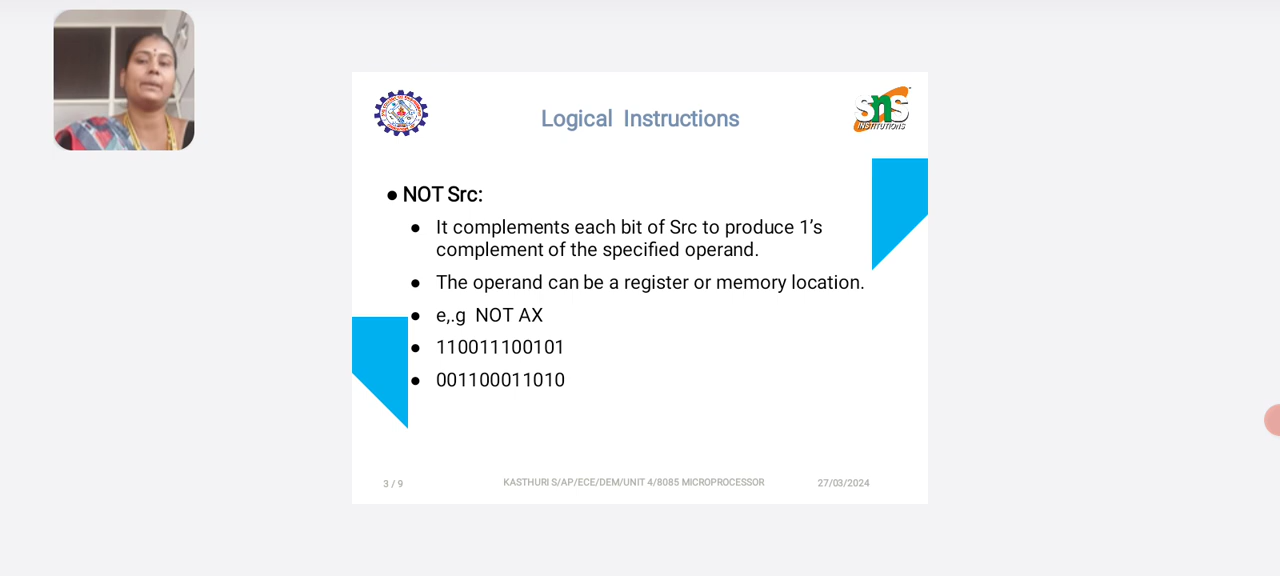 Logical Instructions
SNS
INSTITUTIONS
● NOT Src:
● It complements each bit of Src to produce 1’s
complement of the specified operand.
● The operand can be a register or memory location.
● e,.g NOT AX
● 110011100101
● 001100011010
3 / 9
KASTHURI S/AP/ECE/DEM/UNIT 4/8085 MICROPROCESSOR
27/03/2024